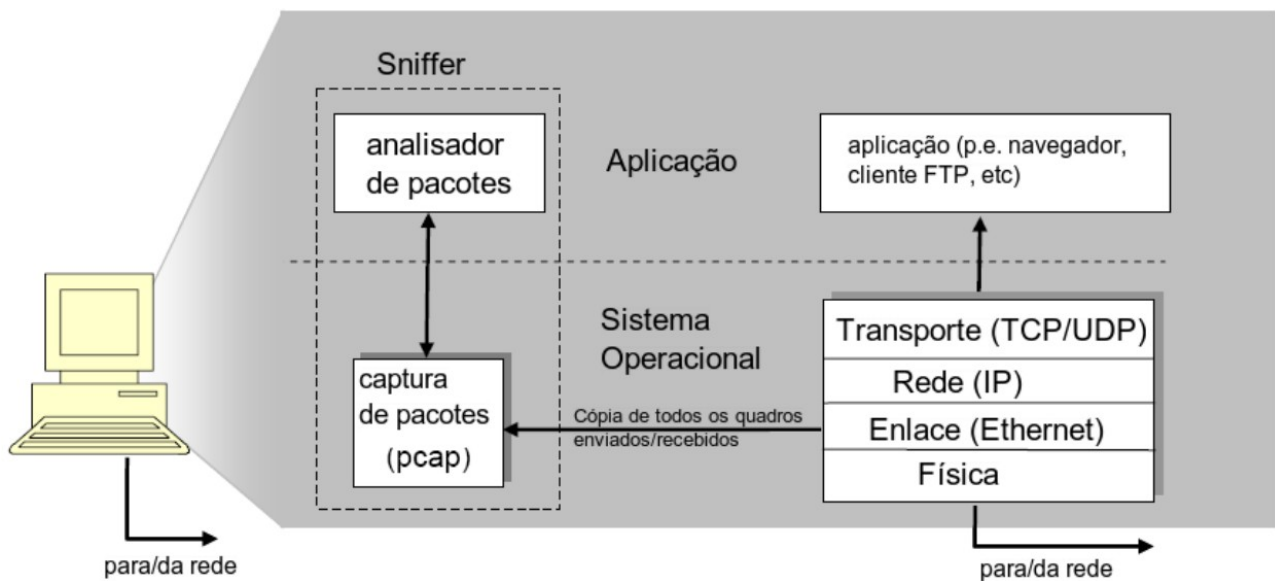 Sniffer
analisador
de pacotes
Aplicação
aplicação (p.e. navegador,
cliente FTP, etc)
Sistema
Operacional
captura
de pacotes
(pcap)
Cópia de todos os quadros
enviados/recebidos
Transporte (TCP/UDP)
Rede (IP)
Enlace (Ethernet)
Física
para/da rede
para/da rede